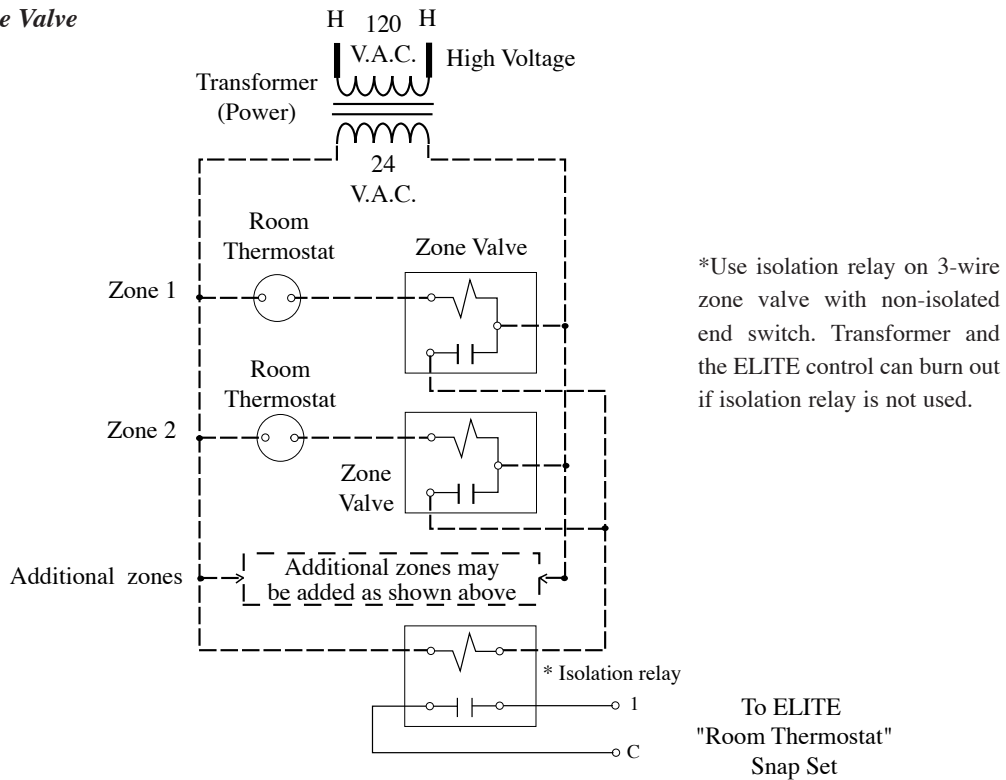 e Valve
H 120 H
V.A.C. High Voltage
Transformer
(Power)
24
V.A.C.
Room
Thermostat
Zone Valve
Zone 1
*Use isolation relay on 3-wire
zone valve with non-isolated
end switch. Transformer and
the ELITE control can burn out
if isolation relay is not used.
Room
Thermostat
Zone 2
Zone
Valve
Additional zones
Additional zones may
be added as shown above
* Isolation relay
1
C
To ELITE
"Room Thermostat"
Snap Set